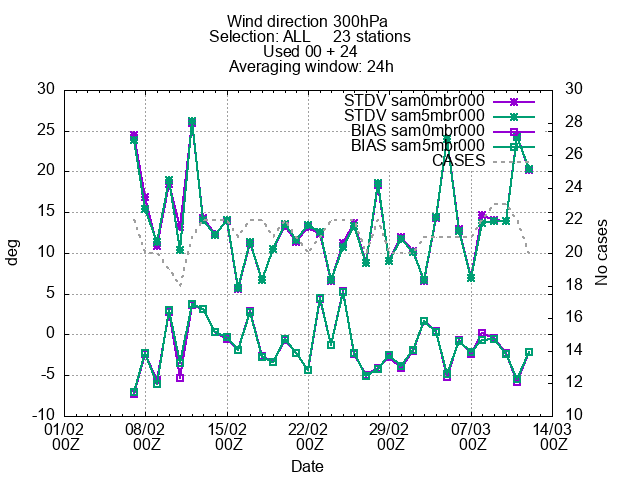 Wind direction 300hPa
Selection: ALL 23 stations
Used 00 + 24
Averaging window: 24h
STDV sam0mbr000
STDV sam5mbr000
BIAS sam0mbr000
BIAS sam5mbr000
CASES
30
25
20
15
10
5
0
-5
-10
deg
30
28
26
24
22
20
18
16
14
12
10
No cases
01/02 08/02 15/02 22/02 29/02 07/03 14/03
00Z 00Z 00Z 00Z 00Z 00Z 00Z
Date